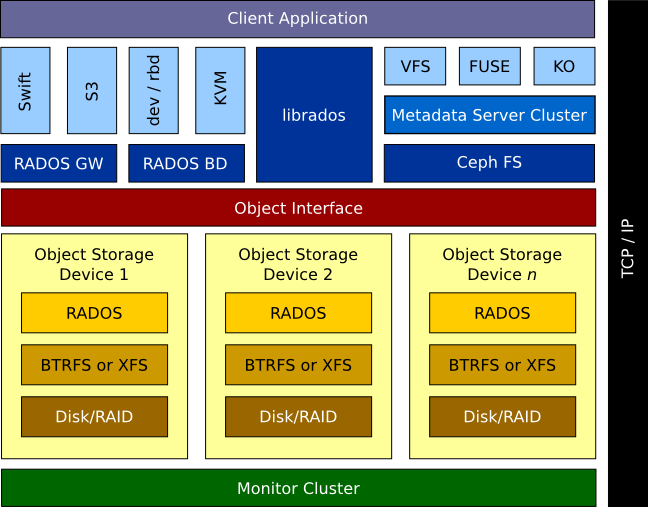 Client Application
Swift
S3
dev / rbd
KVM
librados
VFS
FUSE
KO
Metadata Server Cluster
RADOS GW
RADOS BD
Ceph FS
Object Interface
Object Storage
Device 1
RADOS
BTRFS or XFS
Disk/RAID
Object Storage
Device 2
RADOS
BTRFS or XFS
Disk/RAID
Object Storage
Device n
RADOS
BTRFS or XFS
Disk/RAID
Monitor Cluster
TCP / IP